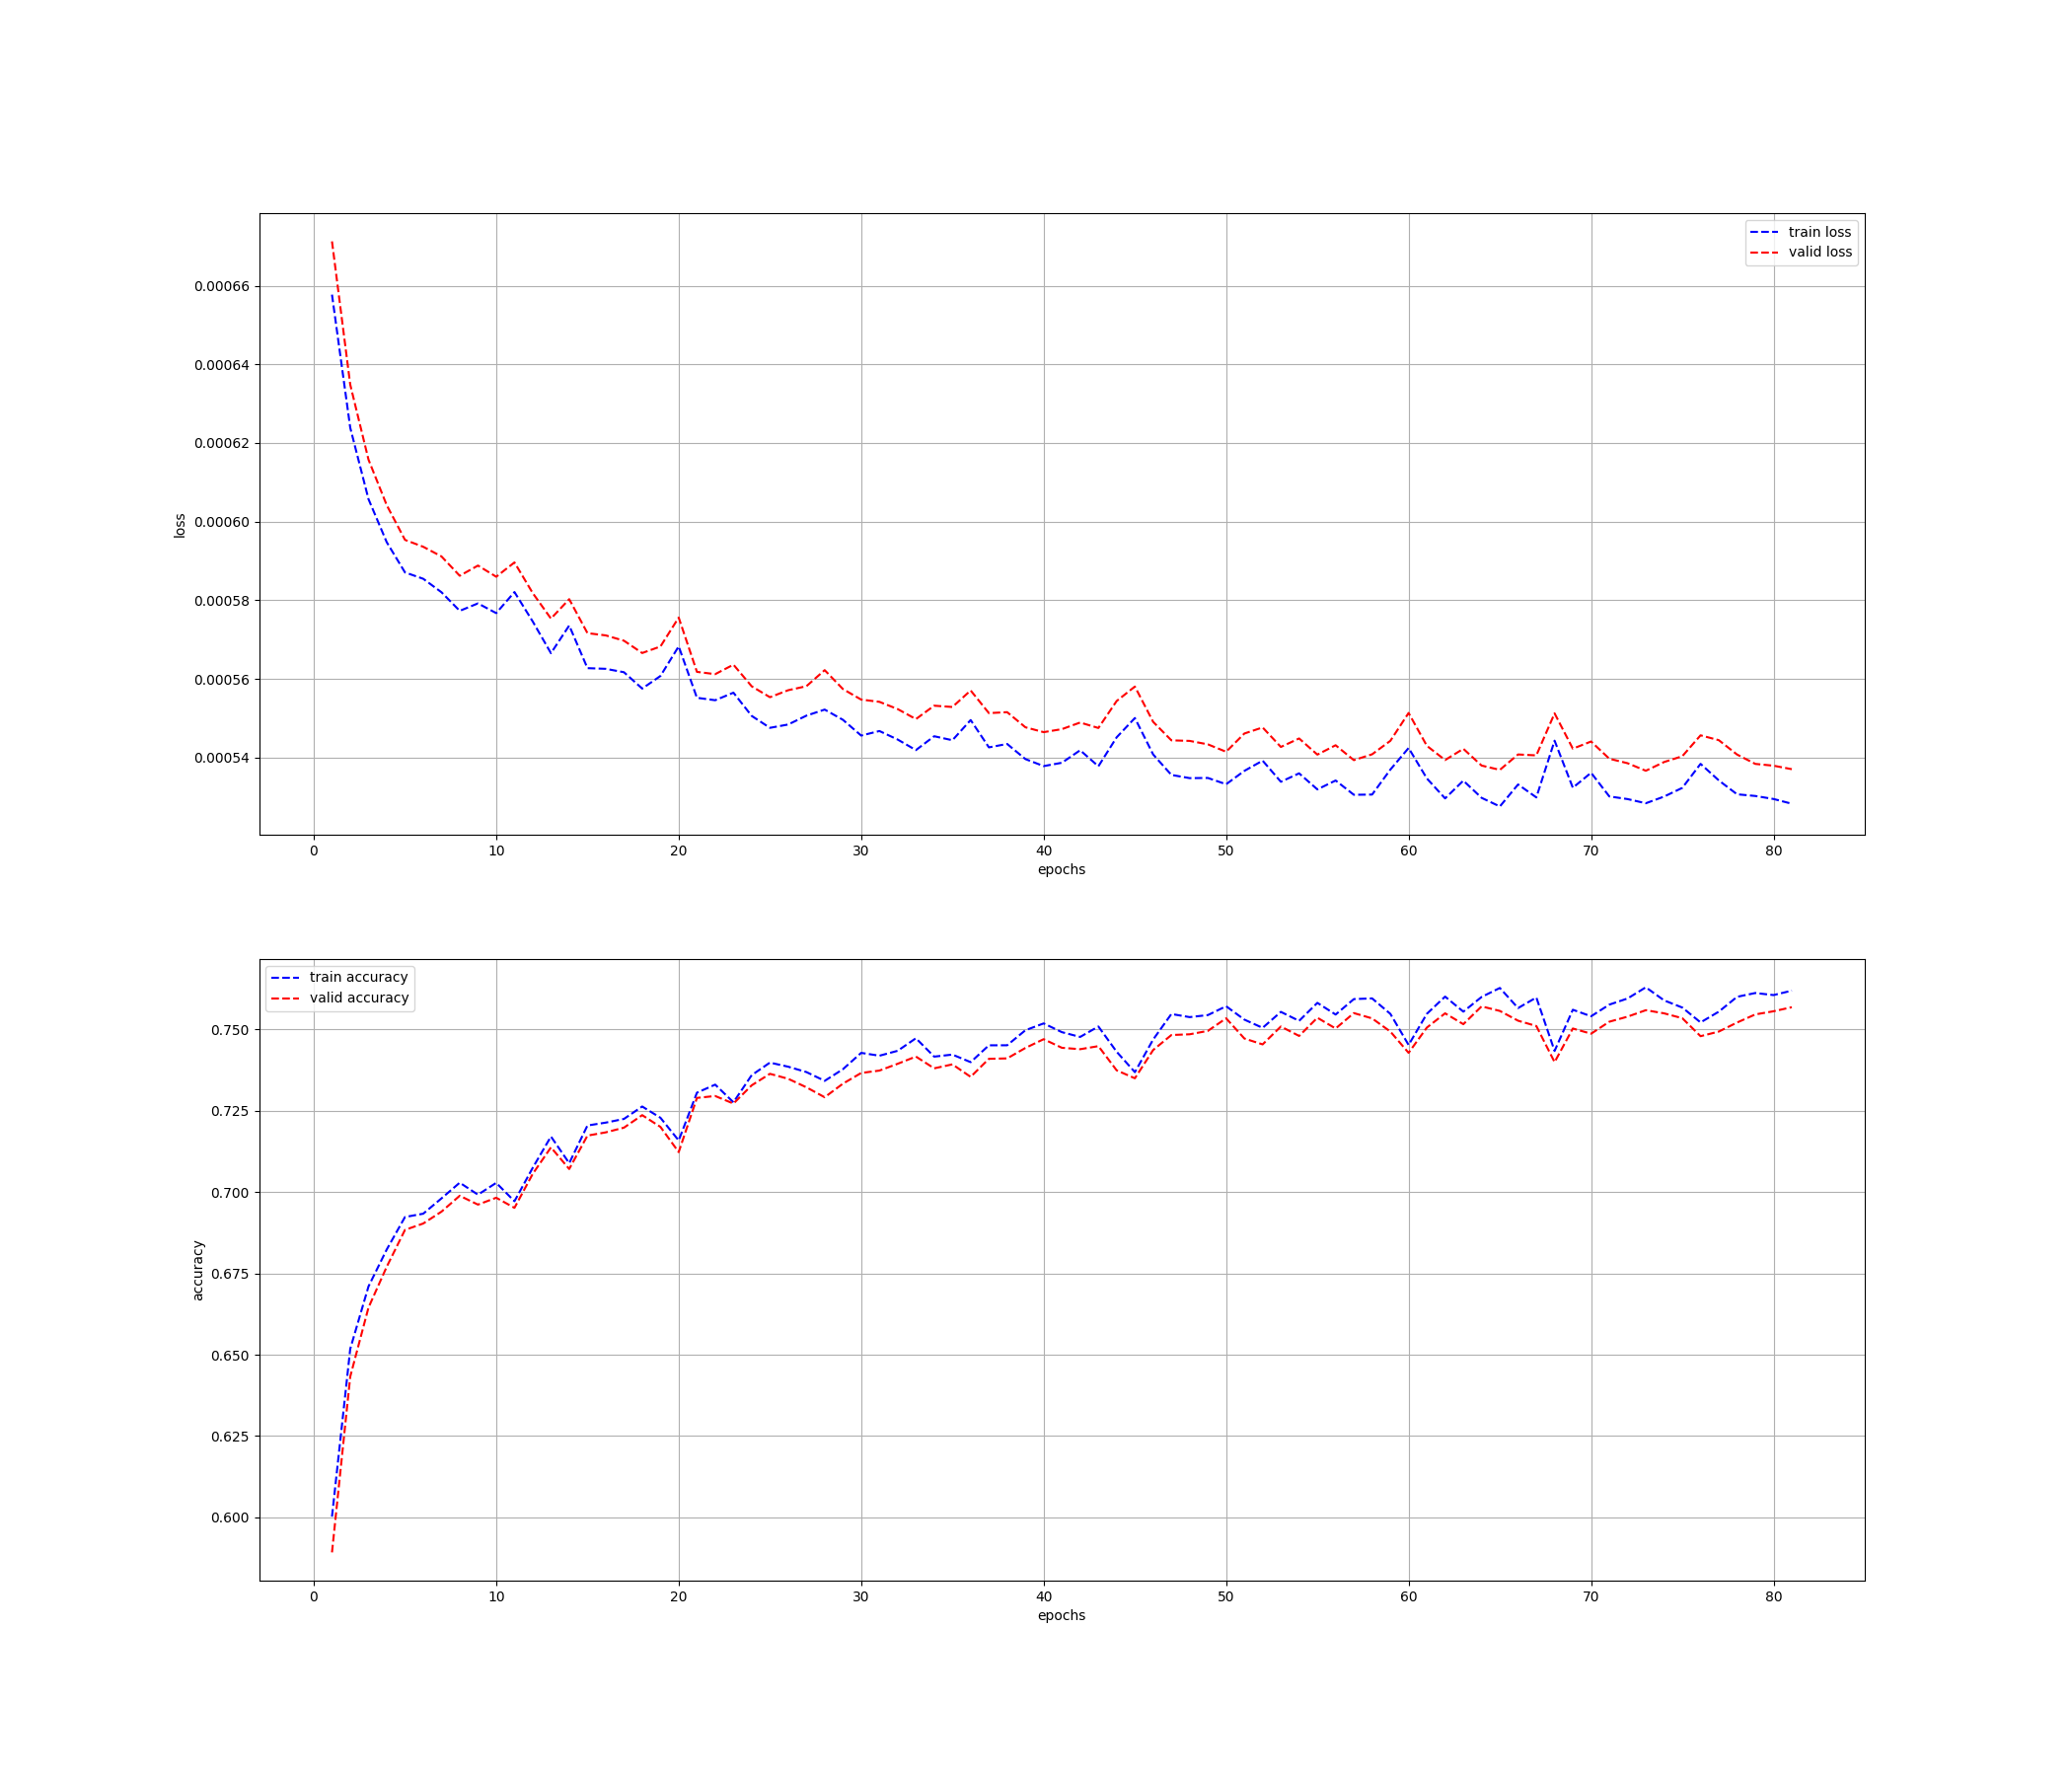 train loss
valid loss
0.00066
0.00064
0.00062
0.00060
0.00058
0.00056
0.00054
loss
0 10 20 30 40 50 60 70 80
epochs
train accuracy
valid accuracy
0.750
0.725
0.700
0.675
0.650
0.625
0.600
accuracy
0 10 20 30 40 50 60 70 80
epochs